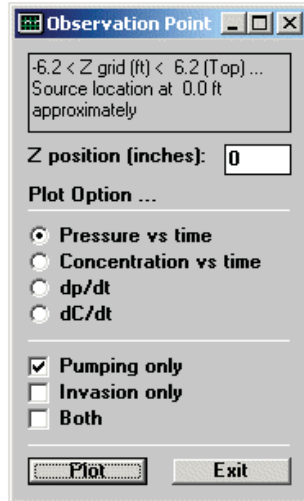 Observation Point
-6.2 < Z grid (ft) < 6.2 (Top) ...
Source location at 0.0 ft
approximately
Z position (inches): 0
Plot Option ...
Pressure vs time
Concentration vs time
dp/dt
dC/dt
Pumping only
Invasion only
Both
Plot Exit